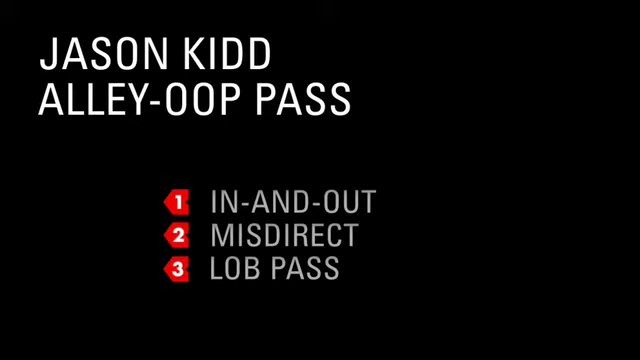 JASON KIDD
ALLEY-OOP PASS
1 IN-AND-OUT
2 MISDIRECT
3 LOB PASS